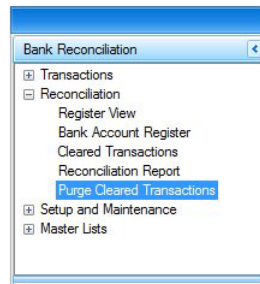 Bank Reconciliation
Transactions
Reconciliation
Register View
Bank Account Register
Cleared Transactions
Reconciliation Report
Purge Cleared Transactions
Setup and Maintenance
Master Lists